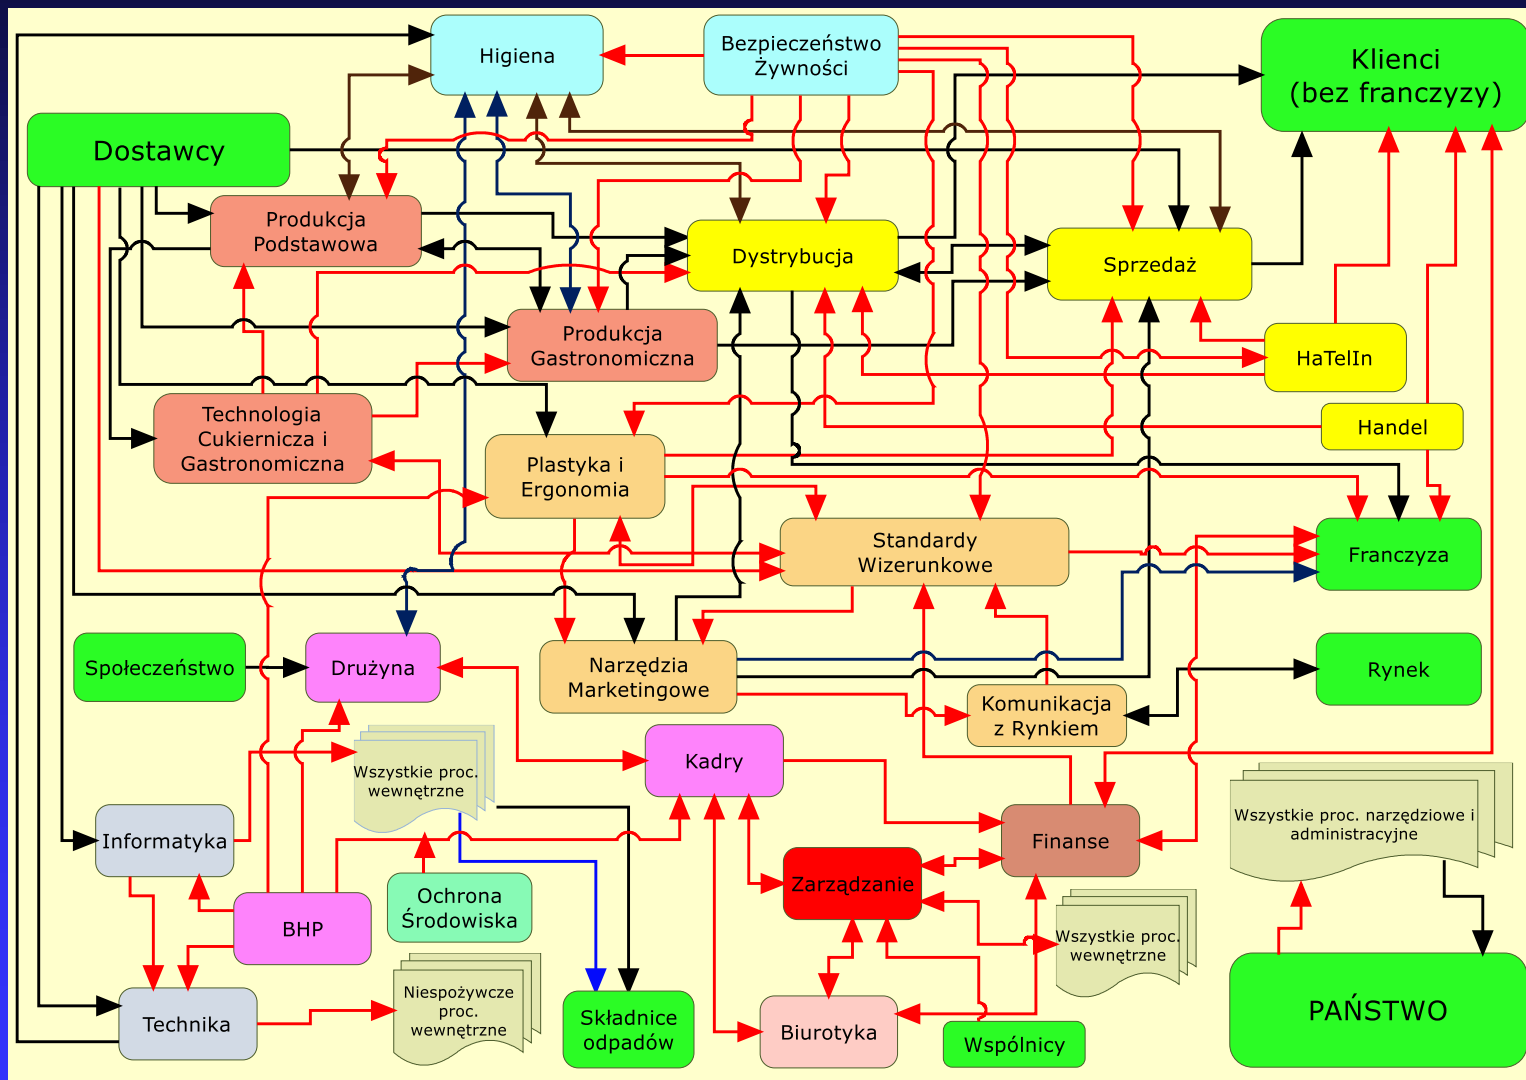 Higiena
Bezpieczeństwo
Żywności
Klienci
(bez franczyzy)
Dostawcy
Produkcja
Podstawowa
Dystrybucja
Sprzedaż
Produkcja
Gastronomiczna
HaTelIn
Technologia
Cukiernicza i
Gastronomiczna
Handel
Plastyka i
Ergonomia
Standardy
Wizerunkowe
Franczyza
Społeczeństwo
Drużyna
Narzędzia
Marketingowe
Rynek
Komunikacja
z Rynkiem
Wszystkie proc.
wewnętrzne
Kadry
Informatyka
Finanse
Wszystkie proc. narzędziowe i
administracyjne
Zarządzanie
Ochrona
Środowiska
BHP
Wszystkie proc.
wewnętrzne
Niespożywcze
proc.
wewnętrzne
Technika
Składnice
odpadów
Biurotyka
Wspólnicy
PAŃSTWO